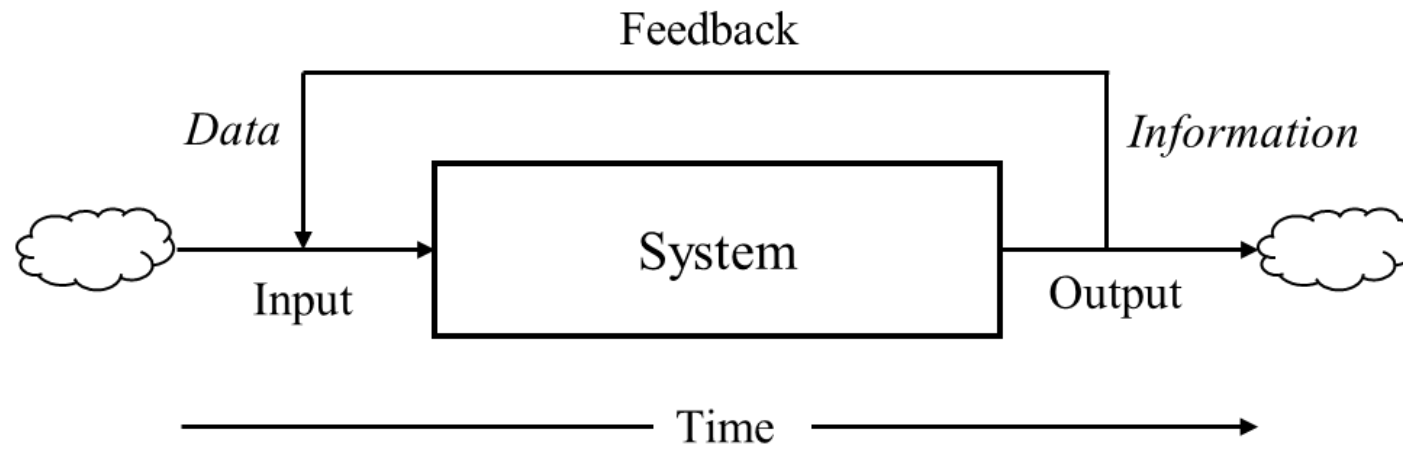 Feedback
Data
Information
System
Input
Output
Time